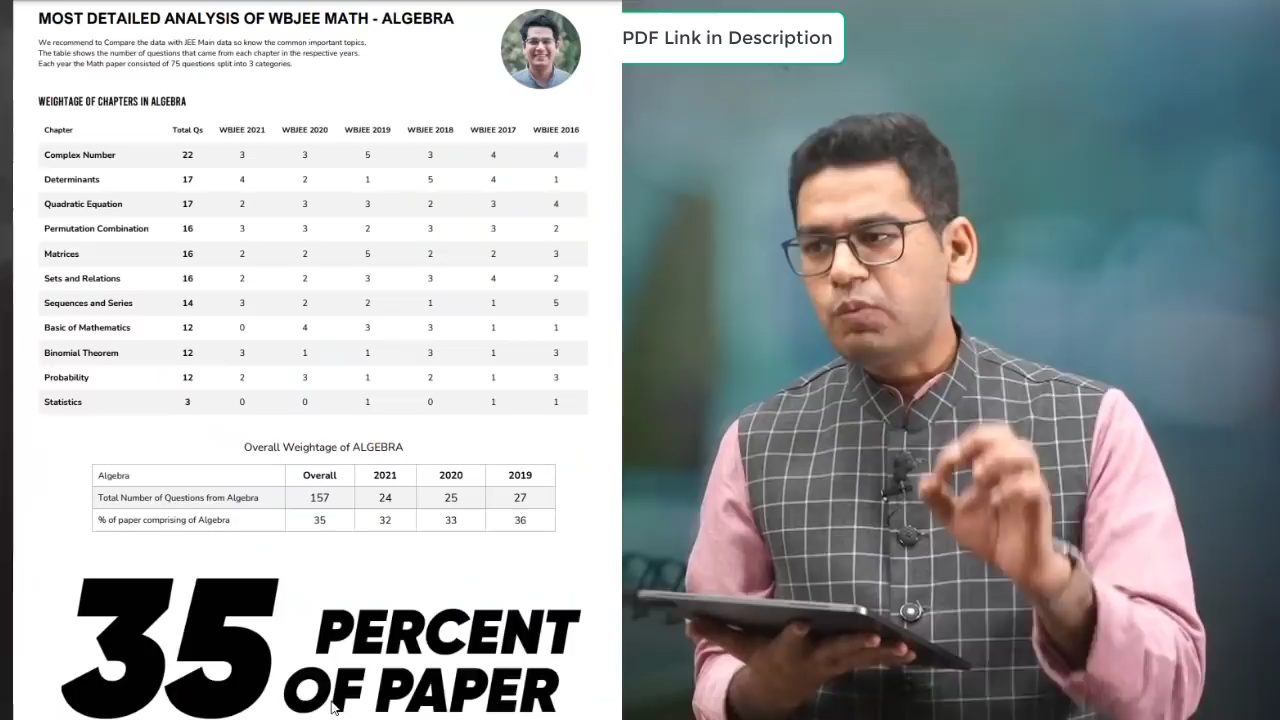 MOST DETAILED ANALYSIS OF WBJEE MATH - ALGEBRA
We recommend to Compare the data with JEE Main data so know the common important topics.
The table shows the number of questions that came from each chapter in the respective years.
Each year the Math paper consisted of 75 questions split into 3 categories.
PDF Link in Description
WEIGHTAGE OF CHAPTERS IN ALGEBRA
Chapter Total Qs WBJEE 2021 WBJEE 2020 WBJEE 2019 WBJEE 2018 WBJEE 2017 WBJEE 2016
Complex Number 22 3 3 5 3 4 4
Determinants 17 4 2 1 5 4 1
Quadratic Equation 17 2 3 3 2 3 4
Permutation Combination 16 3 3 2 3 3 2
Matrices 16 2 2 5 2 2 3
Sets and Relations 16 2 2 3 3 4 2
Sequences and Series 14 3 2 2 1 1 5
Basic of Mathematics 12 0 4 3 3 1 1
Binomial Theorem 12 3 1 1 3 1 3
Probability 12 2 3 1 2 1 3
Statistics 3 0 0 1 0 1 1
Overall Weightage of ALGEBRA
Algebra Overall 2021 2020 2019
Total Number of Questions from Algebra 157 24 25 27
% of paper comprising of Algebra 35 32 33 36
35 PERCENT
OF PAPER